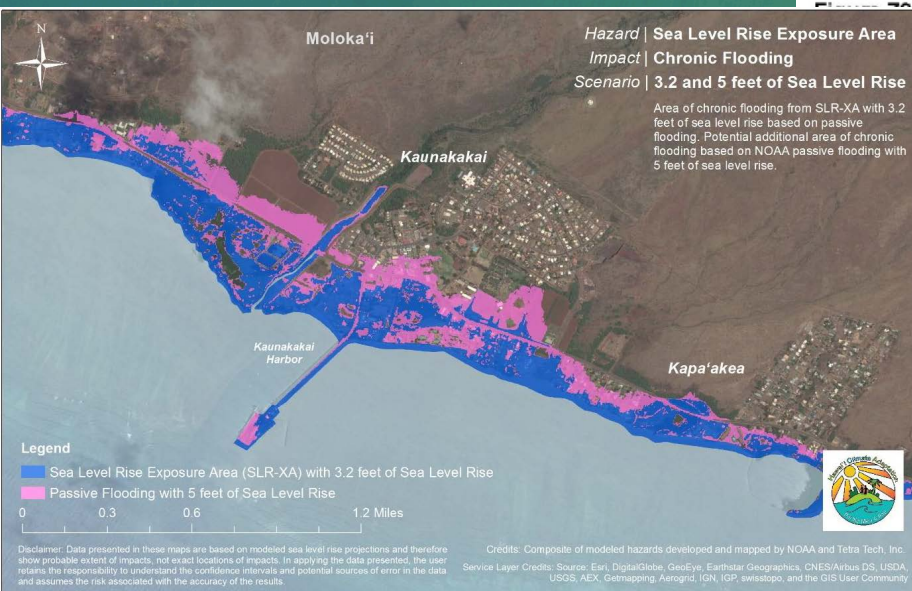 N
Moloka‘i
Hazard | Sea Level Rise Exposure Area
Impact | Chronic Flooding
Scenario | 3.2 and 5 feet of Sea Level Rise
Area of chronic flooding from SLR-XA with 3.2
feet of sea level rise based on passive
flooding. Potential additional area of chronic
flooding based on NOAA passive flooding with
5 feet of sea level rise.
Kaunakakai
Kaunakakai
Harbor
Kapa‘akea
Legend
Sea Level Rise Exposure Area (SLR-XA) with 3.2 feet of Sea Level Rise
Passive Flooding with 5 feet of Sea Level Rise
0 0.3 0.6 1.2 Miles
Disclaimer: Data presented in these maps are based on modeled sea level rise projections and therefore
show probable extent of impacts, not exact locations of impacts. In applying the data presented, the user
retains the responsibility to understand the confidence intervals and potential sources of error in the data
and assumes the risk associated with the accuracy of the results.
Hawai‘i Climate Adaptation
Credits: Composite of modeled hazards developed and mapped by NOAA and Tetra Tech, Inc.
Service Layer Credits: Source: Esri, DigitalGlobe, GeoEye, Earthstar Geographics, CNES/Airbus DS, USDA,
USGS, AEX, Getmapping, Aerogrid, IGN, IGP, swisstopo, and the GIS User Community